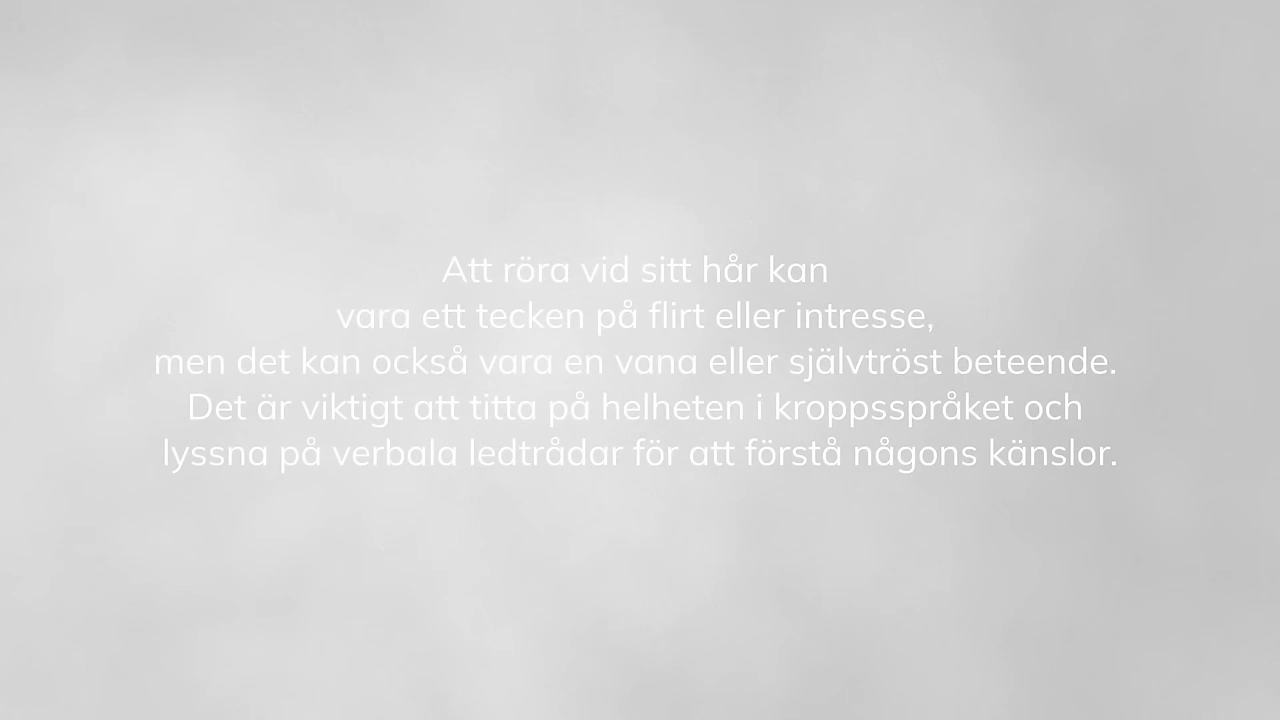 Att röra vid sitt hår kan
vara ett tecken på flirt eller intresse,
men det kan också vara en vana eller självtröst beteende.
Det är viktigt att titta på helheten i kroppsspråket och
lyssna på verbala ledtrådar för att förstå någons känslor.